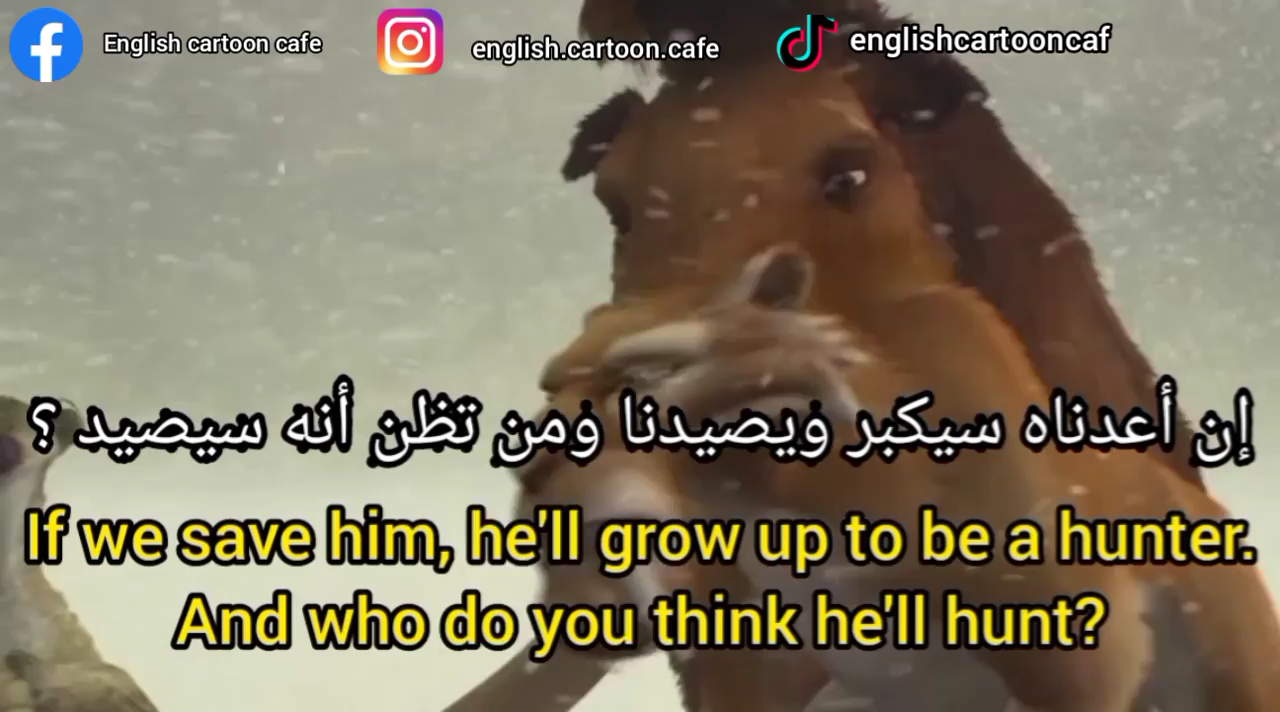 English cartoon cafe
english.cartoon.cafe
englishcartooncaf
إن أعدناه سيكبر ويصيدنا ومن تظن أنه سيصيد ؟
If we save him, he'll grow up to be a hunter.
And who do you think he'll hunt?